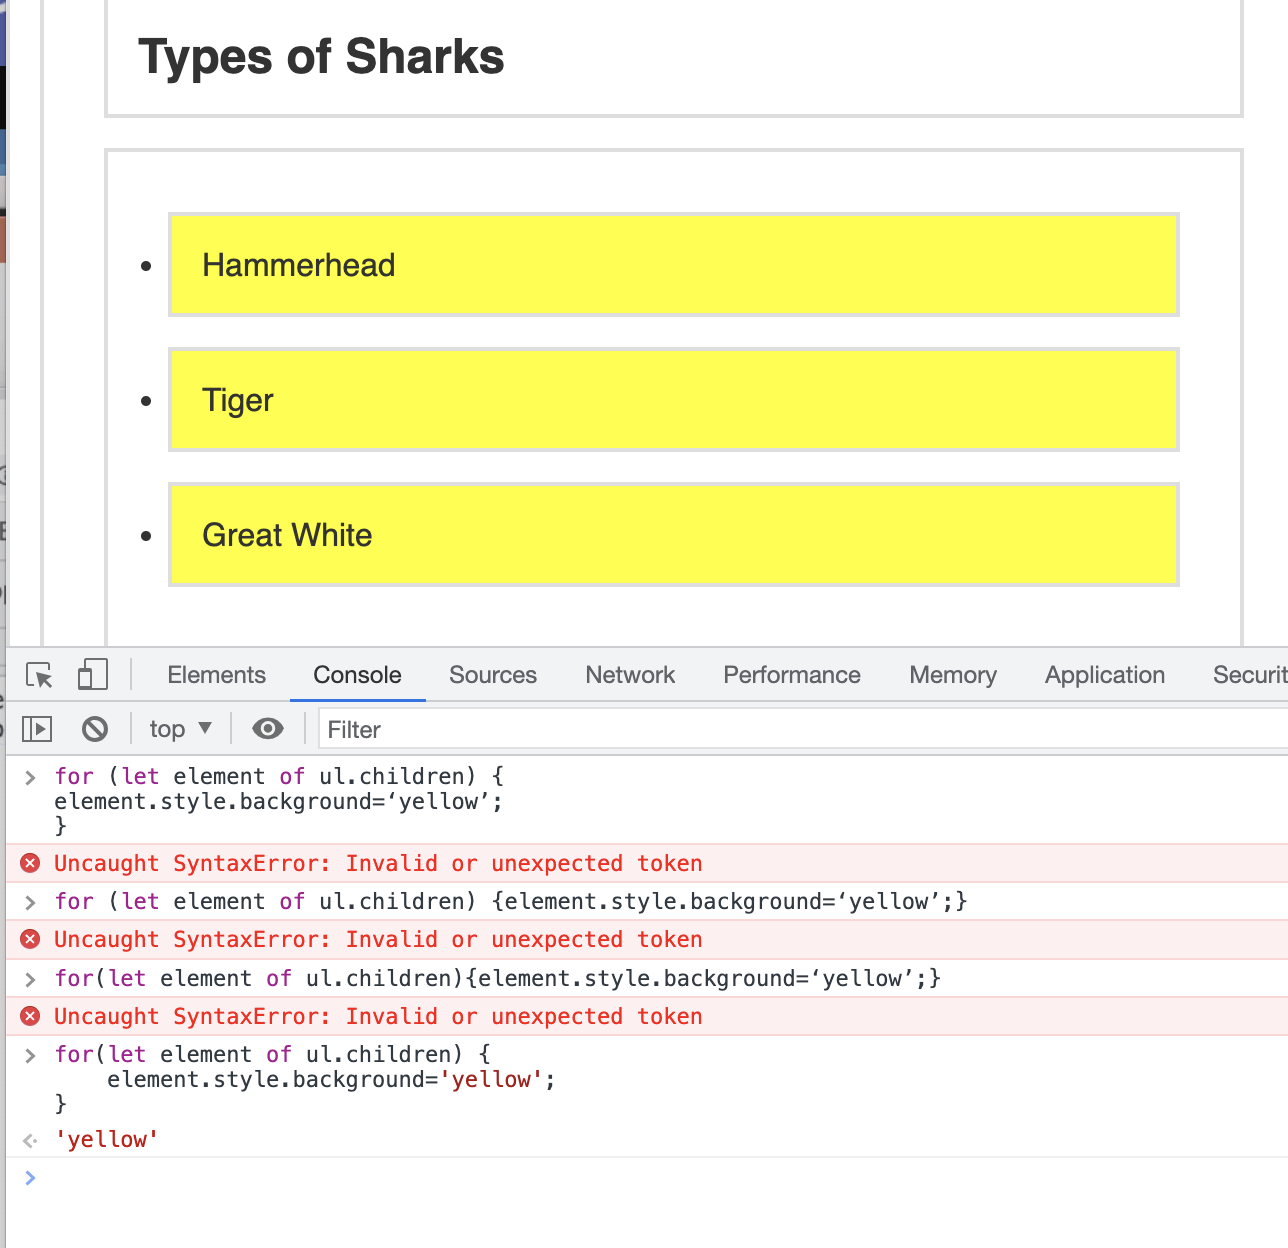 Types of Sharks
Hammerhead
Tiger
Great White
Elements Console Sources Network Performance Memory Application Securit
top ▼ Filter
for (let element of ul.children) {
element.style.background=‘yellow’;
}
Uncaught SyntaxError: Invalid or unexpected token
for (let element of ul.children) {element.style.background=‘yellow’;}
Uncaught SyntaxError: Invalid or unexpected token
for(let element of ul.children){element.style.background=‘yellow’;}
Uncaught SyntaxError: Invalid or unexpected token
for(let element of ul.children) {
    element.style.background='yellow';
}
'yellow'